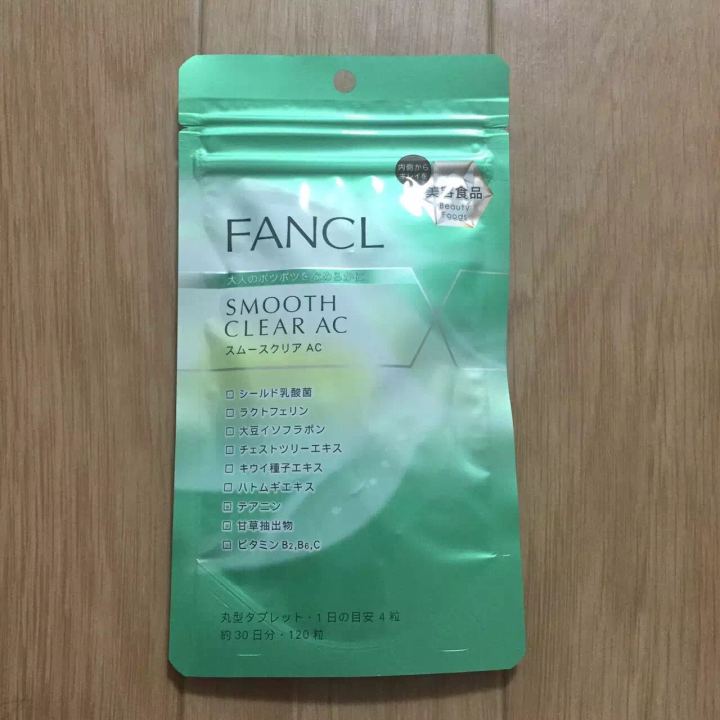 内側から
キレイを
美容食品
Beauty
Foods
FANCL
大人のポツポツを
SMOOTH
CLEAR AC
スムースクリア AC
□ シールド乳酸菌
□ ラクトフェリン
□ 大豆イソフラボン
□ チェストツリーエキス
□ キウイ種子エキス
□ ハトムギエキス
□ テアニン
□ 甘草抽出物
□ ビタミンB2,B6,C
丸型タブレット・1日の目安 4粒
約30日分・120粒